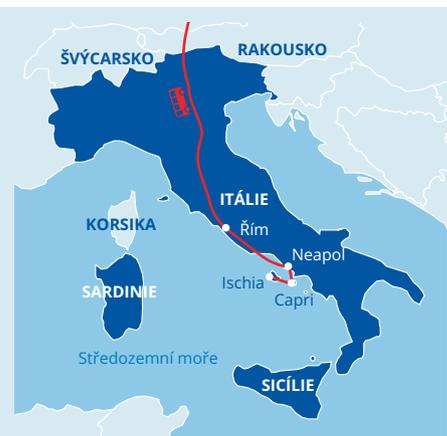 ŠVÝCARSKO
RAKOUSKO
ITÁLIE
KORSIKA
Řím
Neapol
Ischia
SARDINIE
Capri
Středozemní moře
SICÍLIE